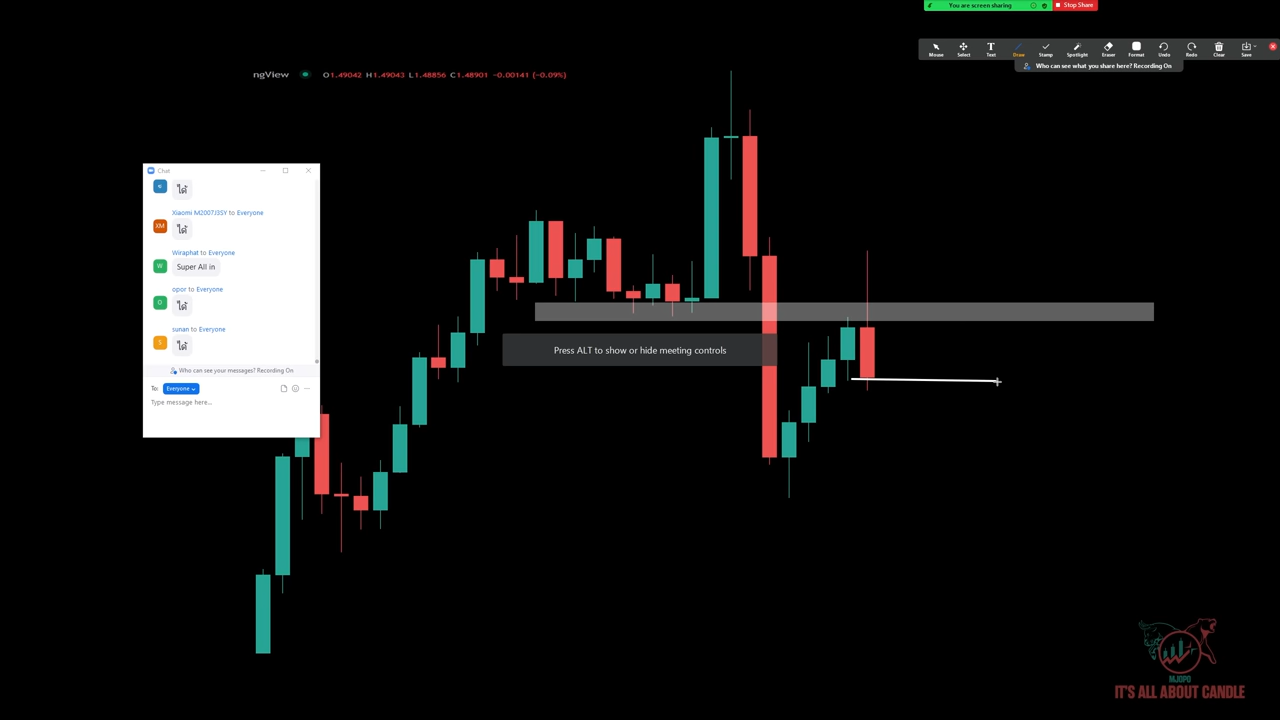 You are screen sharing
Stop Share
Mouse
Select
Text
Draw
Stamp
Spotlight
Eraser
Format
Undo
Redo
Clear
Save
Who can see what you share here? Recording On
ngView
O1.49042 H1.49043 L1.48856 C1.48901 -0.00141 (-0.09%)
Chat
ได้
Xiaomi M2007J3SY to Everyone
XM
ได้
Wiraphat to Everyone
W
Super All in
opor to Everyone
O
ได้
sunan to Everyone
S
ได้
Who can see your messages? Recording On
To: Everyone
Type message here...
Press ALT to show or hide meeting controls
MJOPO
IT'S ALL ABOUT CANDLE